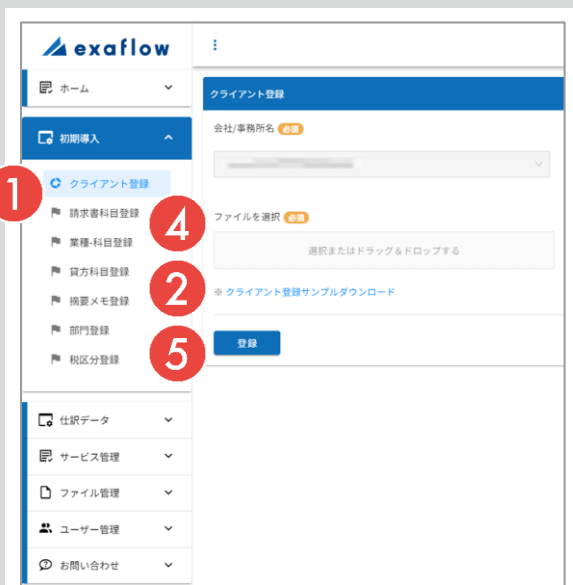 exaflow
ホーム
初期導入
1
クライアント登録
請求書科目登録
4
業種-科目登録
貸方科目登録
2
摘要メモ登録
部門登録
税区分登録
5
仕訳データ
サービス管理
ファイル管理
ユーザー管理
お問い合わせ
クライアント登録
会社/事務所名 必須
ファイルを選択 必須
選択またはドラッグ&ドロップする
※ クライアント登録サンプルダウンロード
登録